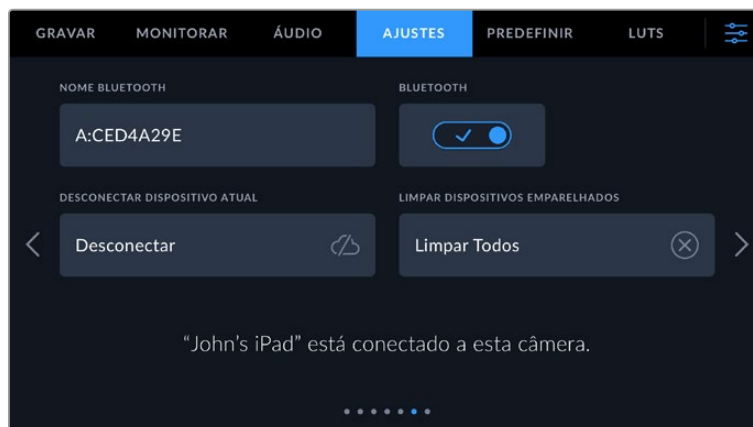 GRAVAR MONITORAR ÁUDIO AJUSTES PREDEFINIR LUTS
NOME BLUETOOTH BLUETOOTH
A:CED4A29E
DESCONECTAR DISPOSITIVO ATUAL LIMPAR DISPOSITIVOS EMPARELHADOS
Desconectar Limpar Todos
“John’s iPad” está conectado a esta câmera.